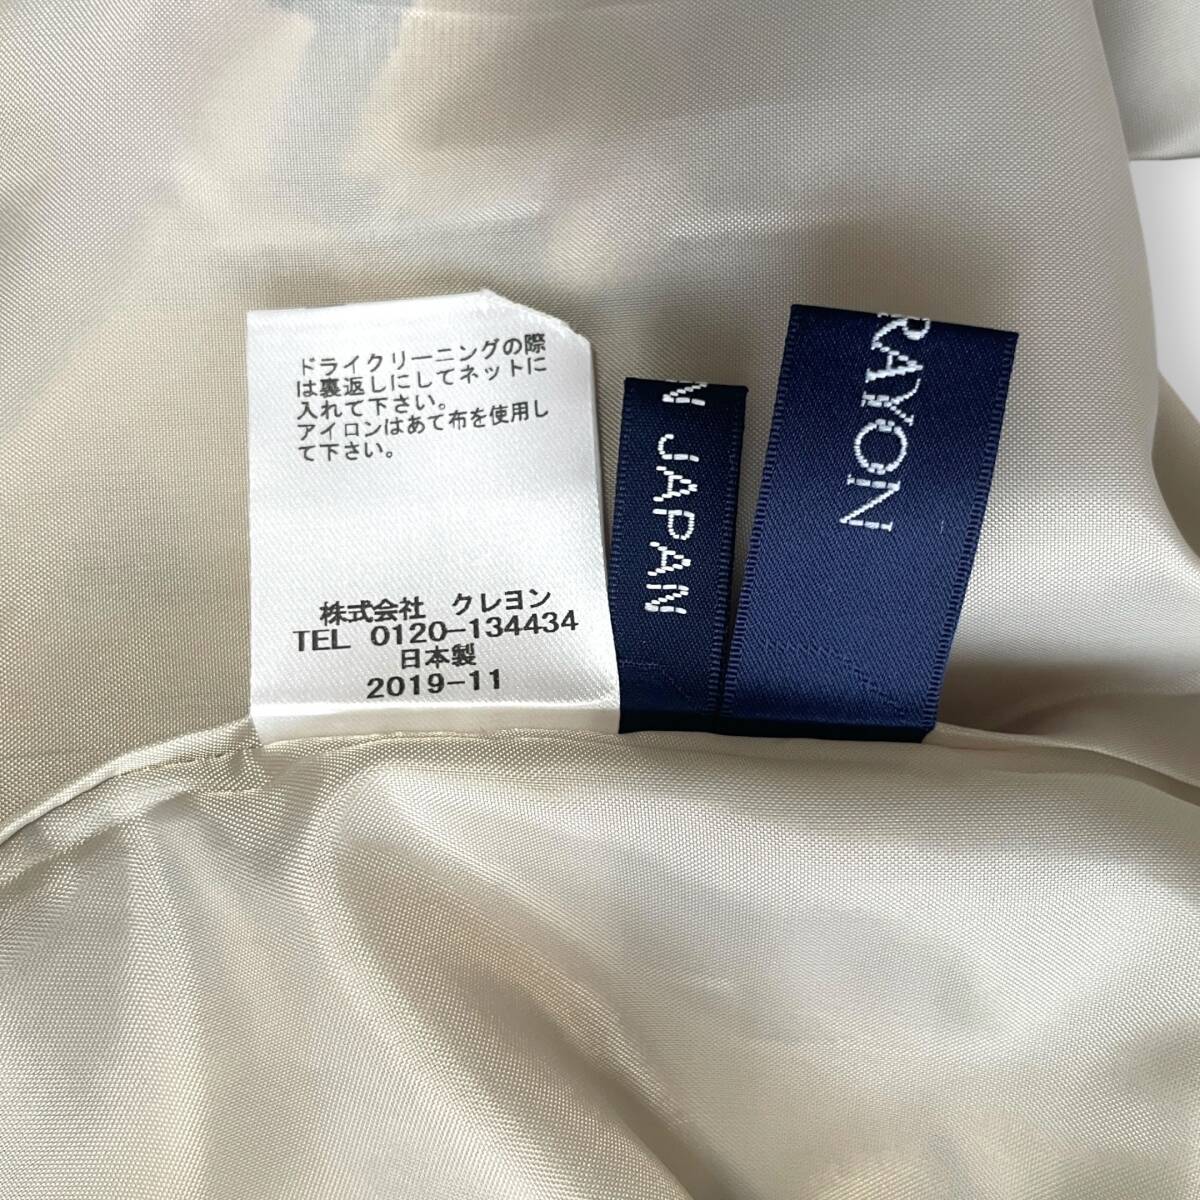 ドライクリーニングの際
は裏返しにしてネットに
入れて下さい。
アイロンはあて布を使用し
て下さい。
株式会社 クレヨン
TEL 0120-134434
日本製
2019-11
N JAPAN
RAYON